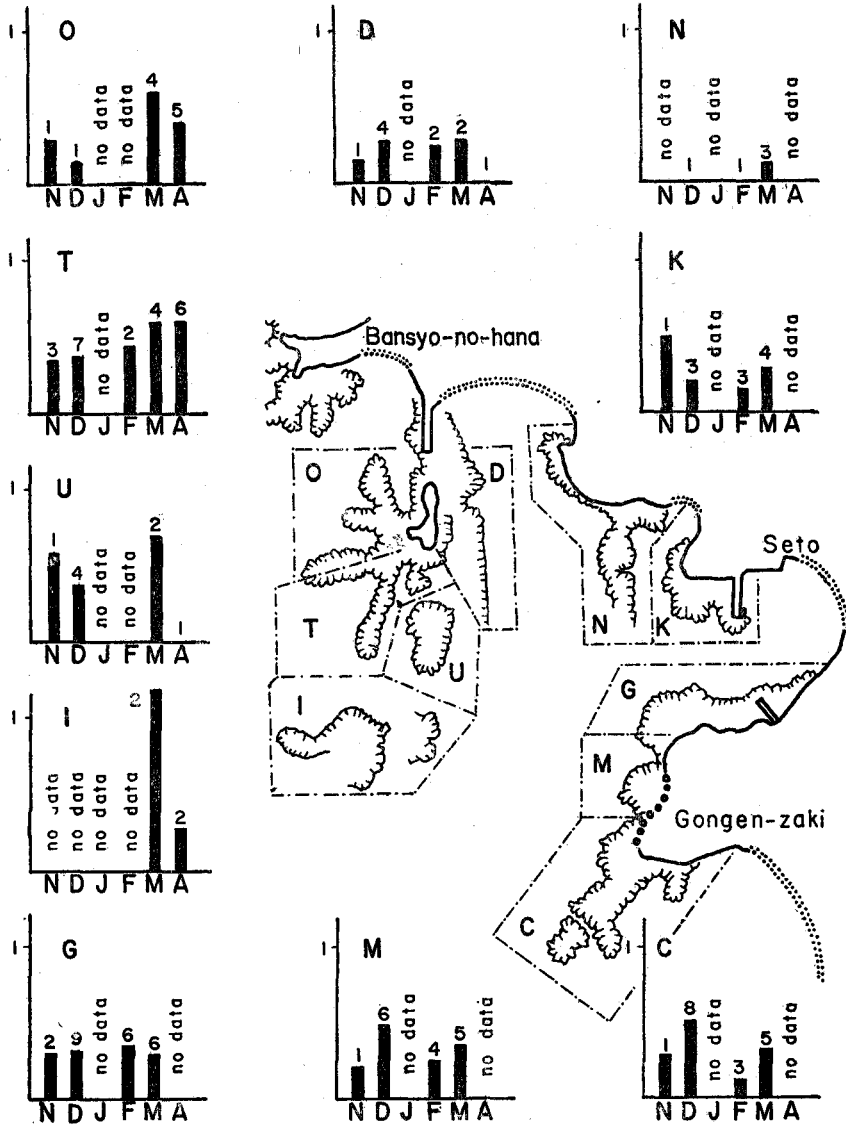 O
1
1
1
no data
no data
4
5
N D J F M A
D
1
1
4
no data
2
2
1
N D J F M A
N
1
no data
1
no data
1
3
no data
N D J F M A
T
1
3
7
no data
2
4
6
N D J F M A
K
1
1
3
no data
3
4
no data
N D J F M A
U
1
1
4
no data
no data
2
1
N D J F M A
I
1
no data
no data
no data
no data
2
2
N D J F M A
Bansyo-no-hana
O
D
T
U
I
Seto
N
K
G
M
Gongen-zaki
C
G
1
2
9
no data
6
6
no data
N D J F M A
M
1
1
6
no data
4
5
no data
N D J F M A
C
1
1
8
no data
3
5
no data
N D J F M A